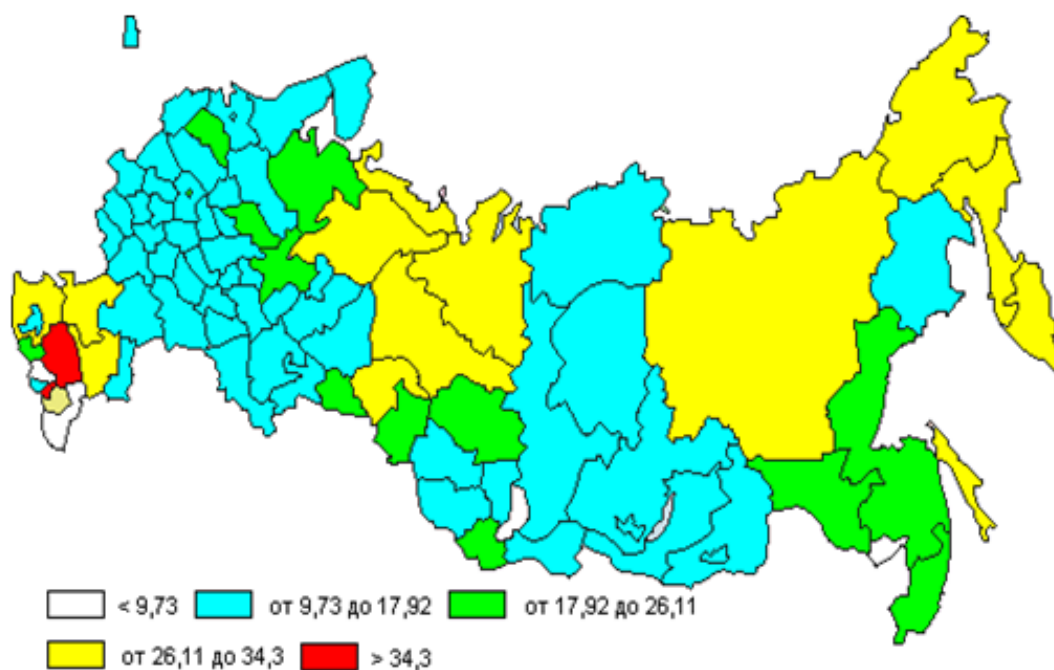 < 9,73 от 9,73 до 17,92 от 17,92 до 26,11
от 26,11 до 34,3 > 34,3